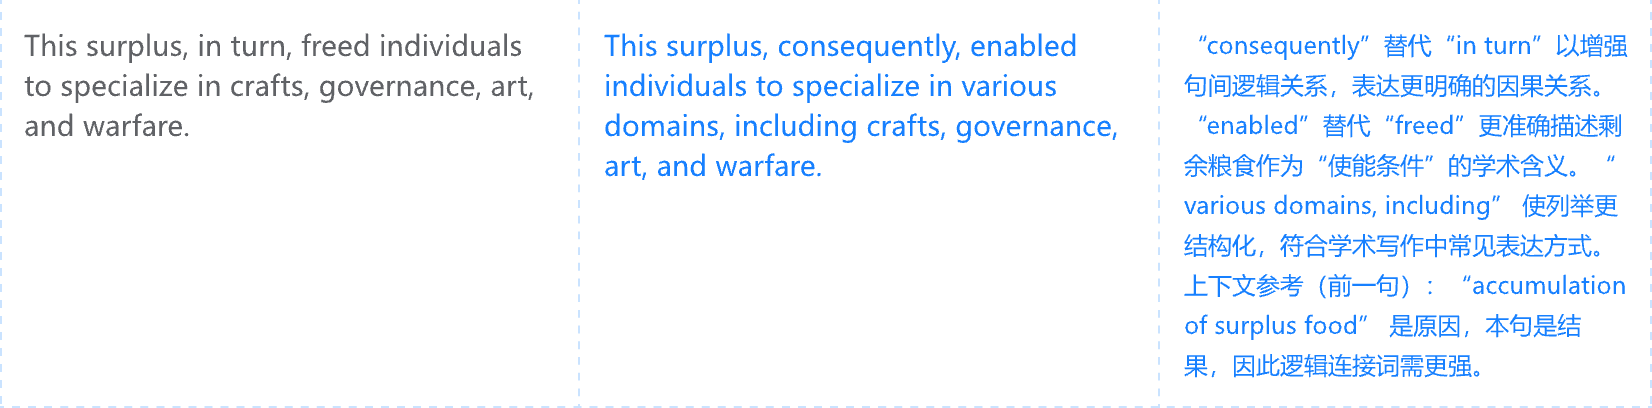 This surplus, in turn, freed individuals
to specialize in crafts, governance, art,
and warfare.
This surplus, consequently, enabled
individuals to specialize in various
domains, including crafts, governance,
art, and warfare.
“consequently”替代“in turn”以增强
句间逻辑关系，表达更明确的因果关系。
“enabled”替代“freed”更准确描述剩
余粮食作为“使能条件”的学术含义。“
various domains, including” 使列举更
结构化，符合学术写作中常见表达方式。
上下文参考（前一句）：“accumulation
of surplus food” 是原因，本句是结
果，因此逻辑连接词需更强。